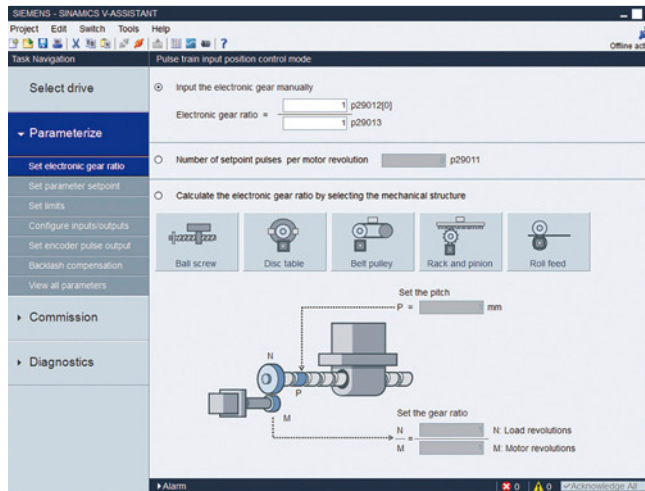 SIEMENS - SINAMICS V-ASSISTANT
Project Edit Switch Tools Help
Task Navigation
Pulse train input position control mode
Select drive
Parameterize
Set electronic gear ratio
Set parameter setpoint
Set limits
Configure inputs/outputs
Set encoder pulse output
Backlash compensation
View all parameters
Commission
Diagnostics
Offline act
Input the electronic gear manually
1 p29012[0]
Electronic gear ratio =
1 p29013
Number of setpoint pulses per motor revolution p29011
Calculate the electronic gear ratio by selecting the mechanical structure
Ball screw Disc table Belt pulley Rack and pinion Roll feed
Set the pitch
P = mm
N
P
M
Set the gear ratio
N N: Load revolutions
=
M M: Motor revolutions
Alarm 0 0 Acknowledge All